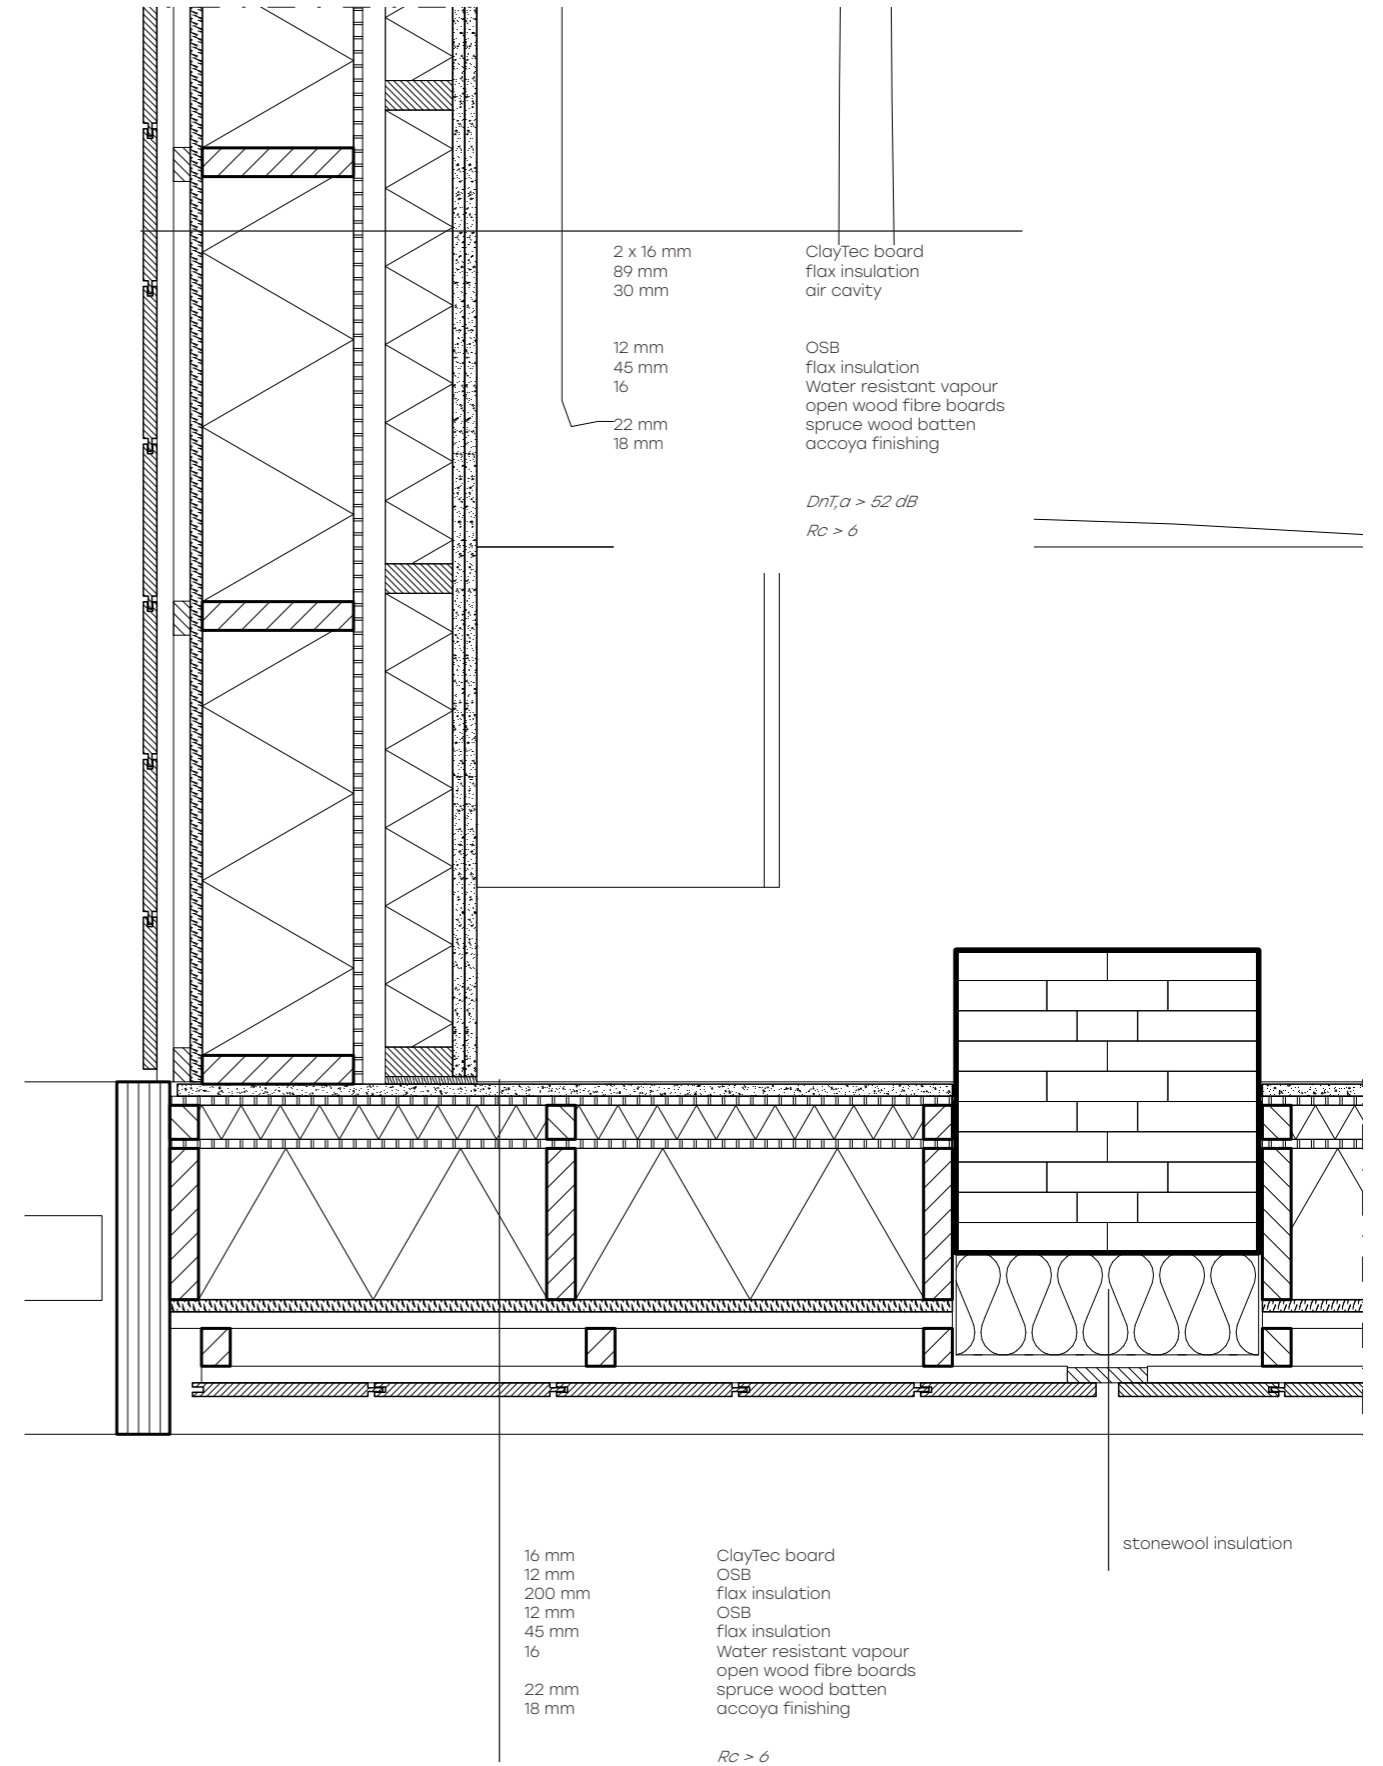 2 x 16 mm ClayTec board
89 mm flax insulation
30 mm air cavity
12 mm OSB
45 mm flax insulation
16 Water resistant vapour
open wood fibre boards
22 mm spruce wood batten
18 mm accoya finishing
DnT,a > 52 dB
Rc > 6
stonewool insulation
16 mm ClayTec board
12 mm OSB
200 mm flax insulation
12 mm OSB
45 mm flax insulation
16 Water resistant vapour
open wood fibre boards
22 mm spruce wood batten
18 mm accoya finishing
Rc > 6